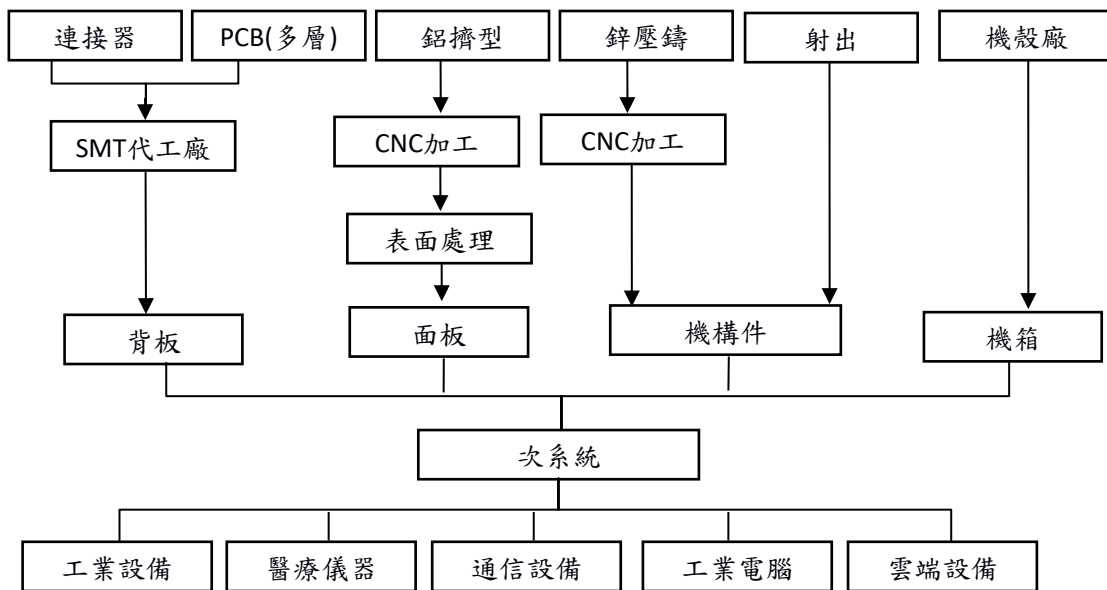 連接器
PCB(多層)
鋁擠型
鋅壓鑄
射出
機殼廠
SMT代工廠
CNC加工
CNC加工
表面處理
背板
面板
機構件
機箱
次系統
工業設備
醫療儀器
通信設備
工業電腦
雲端設備